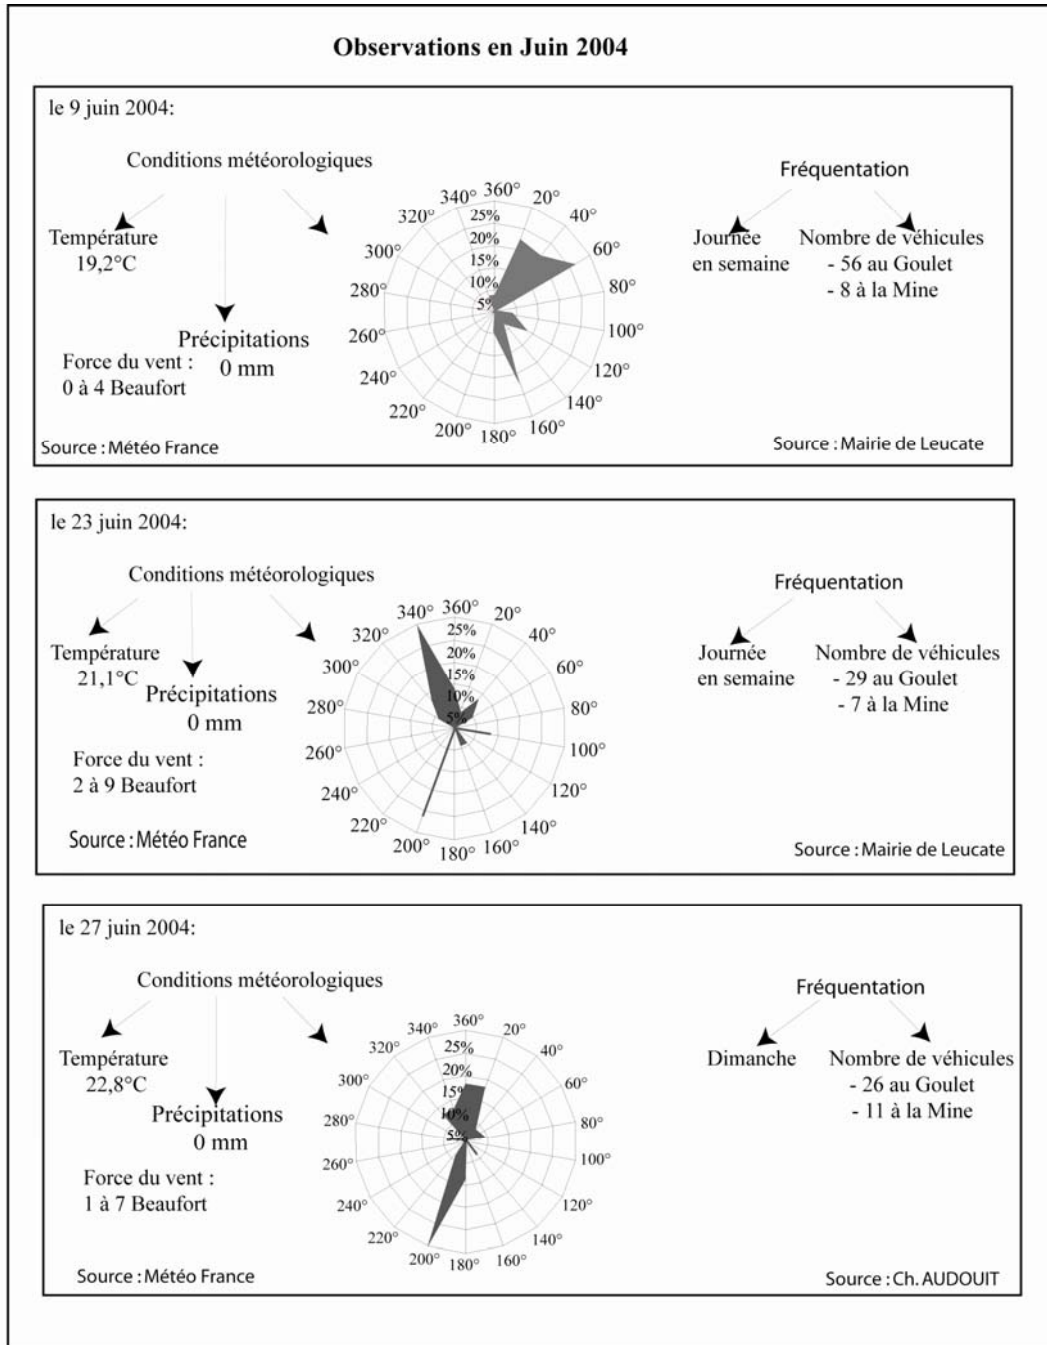 Observations en Juin 2004
le 9 juin 2004:
Conditions météorologiques
Température
19,2°C
Précipitations
0 mm
Force du vent :
0 à 4 Beaufort
Source : Météo France
360°
20°
40°
60°
80°
100°
120°
140°
160°
180°
200°
220°
240°
260°
280°
300°
320°
340°
25%
20%
15%
10%
5%
Fréquentation
Journée
en semaine
Nombre de véhicules
- 56 au Goulet
- 8 à la Mine
Source : Mairie de Leucate
le 23 juin 2004:
Conditions météorologiques
Température
21,1°C
Précipitations
0 mm
Force du vent :
2 à 9 Beaufort
Source : Météo France
360°
20°
40°
60°
80°
100°
120°
140°
160°
180°
200°
220°
240°
260°
280°
300°
320°
340°
25%
20%
15%
10%
5%
Fréquentation
Journée
en semaine
Nombre de véhicules
- 29 au Goulet
- 7 à la Mine
Source : Mairie de Leucate
le 27 juin 2004:
Conditions météorologiques
Température
22,8°C
Précipitations
0 mm
Force du vent :
1 à 7 Beaufort
Source : Météo France
360°
20°
40°
60°
80°
100°
120°
140°
160°
180°
200°
220°
240°
260°
280°
300°
320°
340°
25%
20%
15%
10%
5%
Fréquentation
Dimanche
Nombre de véhicules
- 26 au Goulet
- 11 à la Mine
Source : Ch. AUDOUIT